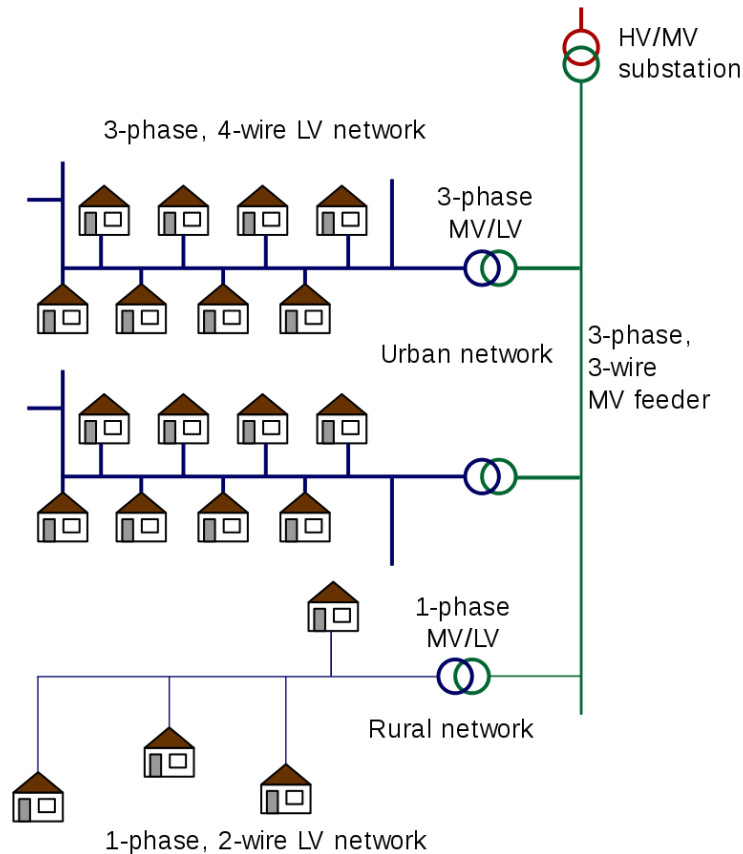 HV/MV
substation
3-phase, 4-wire LV network
3-phase
MV/LV
Urban network
3-phase,
3-wire
MV feeder
1-phase
MV/LV
Rural network
1-phase, 2-wire LV network